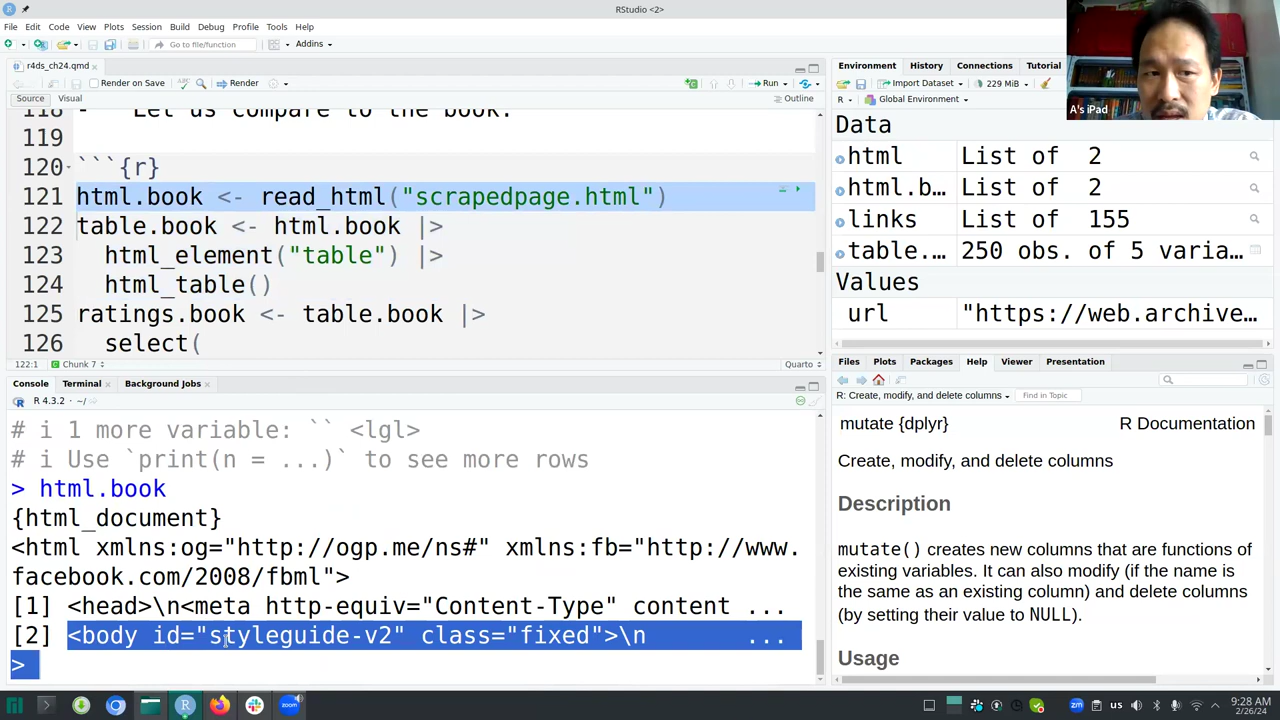 RStudio <2>
File Edit Code View Plots Session Build Debug Profile Tools Help
Go to file/function Addins
r4ds_ch24.qmd
Render on Save Render Run
Source Visual Outline
118 - Let us compare to the book.
119
120 ```{r}
121 html.book <- read_html("scrapedpage.html")
122 table.book <- html.book |>
123 html_element("table") |>
124 html_table()
125 ratings.book <- table.book |>
126 select(
122:1 Chunk 7 Quarto
Console Terminal Background Jobs
R 4.3.2 · ~/
# i 1 more variable: `` <lgl>
# i Use `print(n = ...)` to see more rows
> html.book
{html_document}
<html xmlns:og="http://ogp.me/ns#" xmlns:fb="http://www.
facebook.com/2008/fbml">
[1] <head>\n<meta http-equiv="Content-Type" content ...
[2] <body id="styleguide-v2" class="fixed">\n ...
>
Environment History Connections Tutorial
Import Dataset 229 MiB
R Global Environment
Data
html List of 2
html.b… List of 2
links List of 155
table.… 250 obs. of 5 varia…
Values
url "https://web.archive…
Files Plots Packages Help Viewer Presentation
R: Create, modify, and delete columns Find in Topic
mutate {dplyr} R Documentation
Create, modify, and delete columns
Description
mutate() creates new columns that are functions of
existing variables. It can also modify (if the name is
the same as an existing column) and delete columns
(by setting their value to NULL).
Usage
A's iPad
zoom zm us 9:28 AM
2/26/24